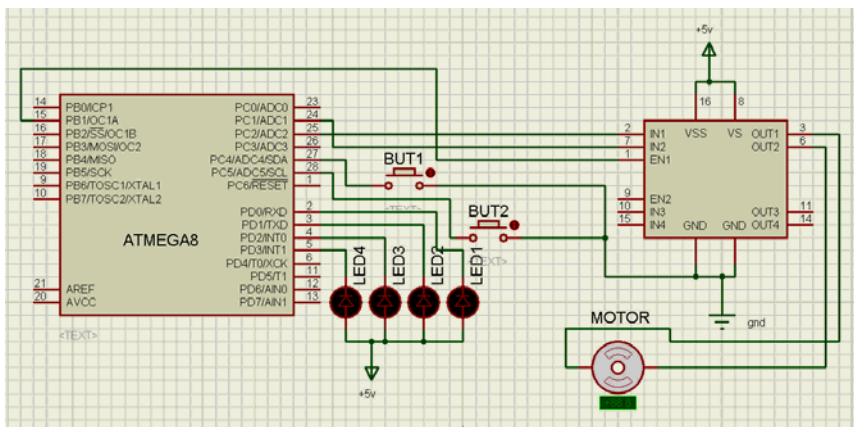 +5v
14 PB0/ICP1 PC0/ADC0 23
15 PB1/OC1A PC1/ADC1 24
16 PB2/SS/OC1B PC2/ADC2 25
17 PB3/MOSI/OC2 PC3/ADC3 26
18 PB4/MISO PC4/ADC4/SDA 27
19 PB5/SCK PC5/ADC5/SCL 28
9 PB6/TOSC1/XTAL1 PC6/RESET 1
10 PB7/TOSC2/XTAL2
PD0/RXD 2
PD1/TXD 3
PD2/INT0 4
PD3/INT1 5
PD4/T0/XCK 6
PD5/T1 11
21 AREF PD6/AIN0 12
20 AVCC PD7/AIN1 13
ATMEGA8
<TEXT>
BUT1
<TEXT>
BUT2
<TEXT>
LED4
LED3
LED2
LED1
+5v
16 8
2 IN1 VSS VS OUT1 3
7 IN2 OUT2 6
1 EN1
9 EN2
10 IN3 OUT3 11
15 IN4 GND GND OUT4 14
gnd
MOTOR